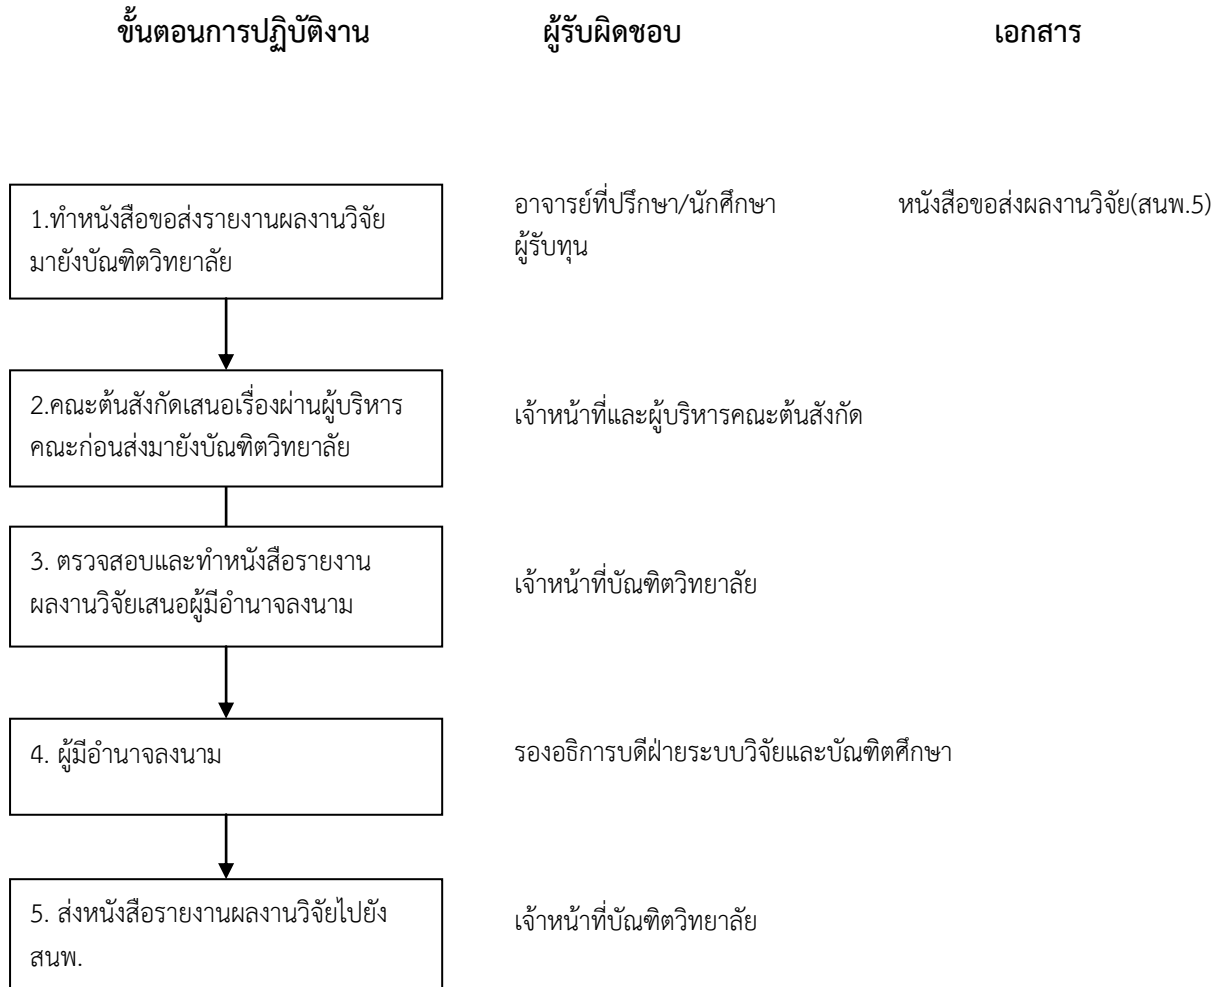 ขั้นตอนการปฏิบัติงาน ผู้รับผิดชอบ เอกสาร
1.ทำหนังสือขอส่งรายงานผลงานวิจัย
มายังบัณฑิตวิทยาลัย
อาจารย์ที่ปรึกษา/นักศึกษา
ผู้รับทุน
หนังสือขอส่งผลงานวิจัย(สนพ.5)
2.คณะต้นสังกัดเสนอเรื่องผ่านผู้บริหาร
คณะก่อนส่งมายังบัณฑิตวิทยาลัย
เจ้าหน้าที่และผู้บริหารคณะต้นสังกัด
3. ตรวจสอบและทำหนังสือรายงาน
ผลงานวิจัยเสนอผู้มีอำนาจลงนาม
เจ้าหน้าที่บัณฑิตวิทยาลัย
4. ผู้มีอำนาจลงนาม
รองอธิการบดีฝ่ายระบบวิจัยและบัณฑิตศึกษา
5. ส่งหนังสือรายงานผลงานวิจัยไปยัง
สนพ.
เจ้าหน้าที่บัณฑิตวิทยาลัย